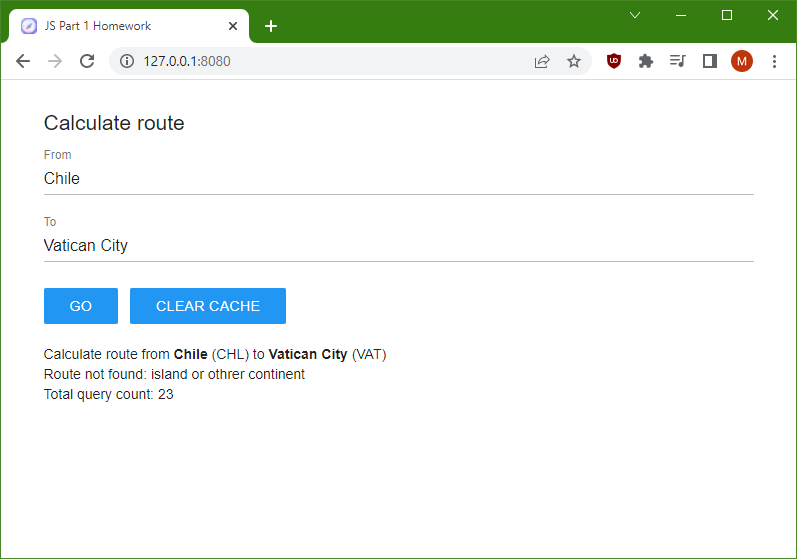 JS Part 1 Homework
127.0.0.1:8080
UD
M
Calculate route
From
Chile
To
Vatican City
GO
CLEAR CACHE
Calculate route from Chile (CHL) to Vatican City (VAT)
Route not found: island or othrer continent
Total query count: 23